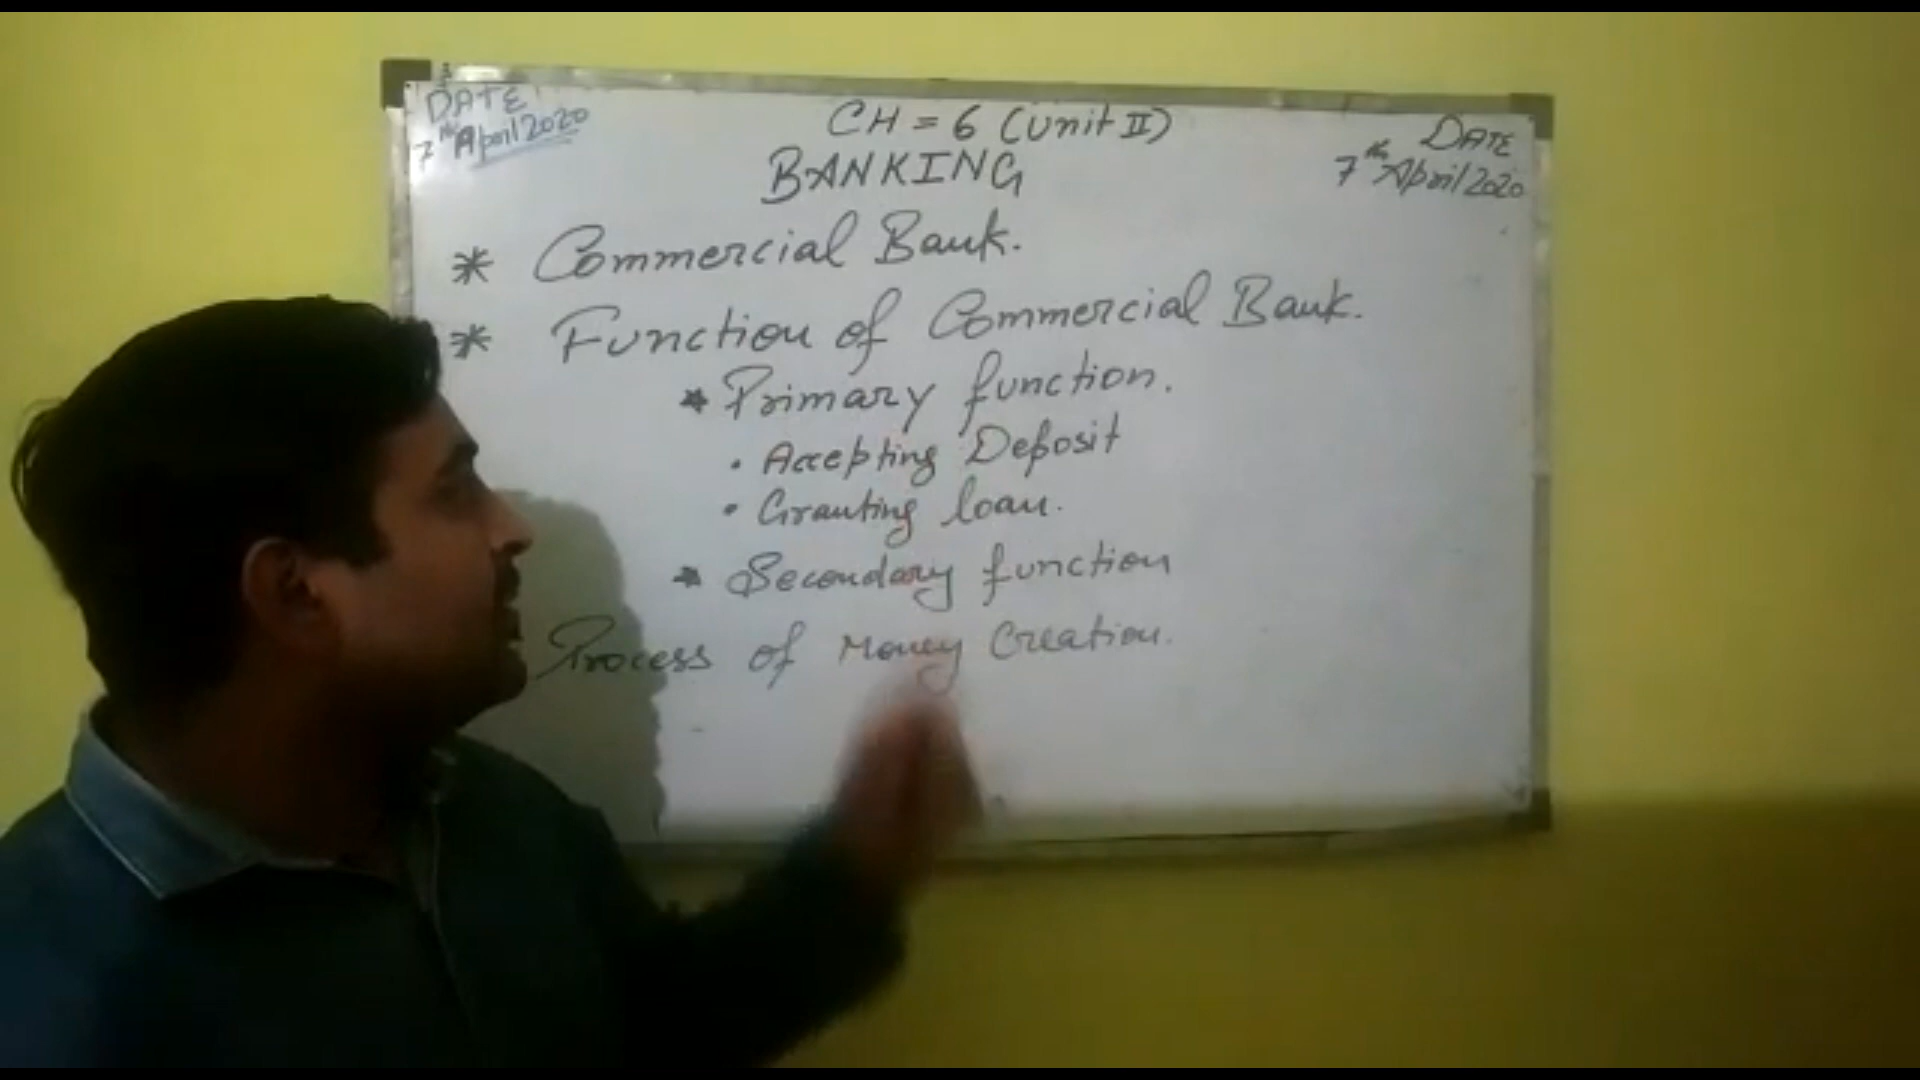 DATE
7th April 2020
CH = 6 (Unit II)
BANKING
DATE
7th April 2020
* Commercial Bank.
* Function of Commercial Bank.
* Primary function.
• Accepting Deposit
• Granting loan.
* Secondary function
Process of Money Creation.